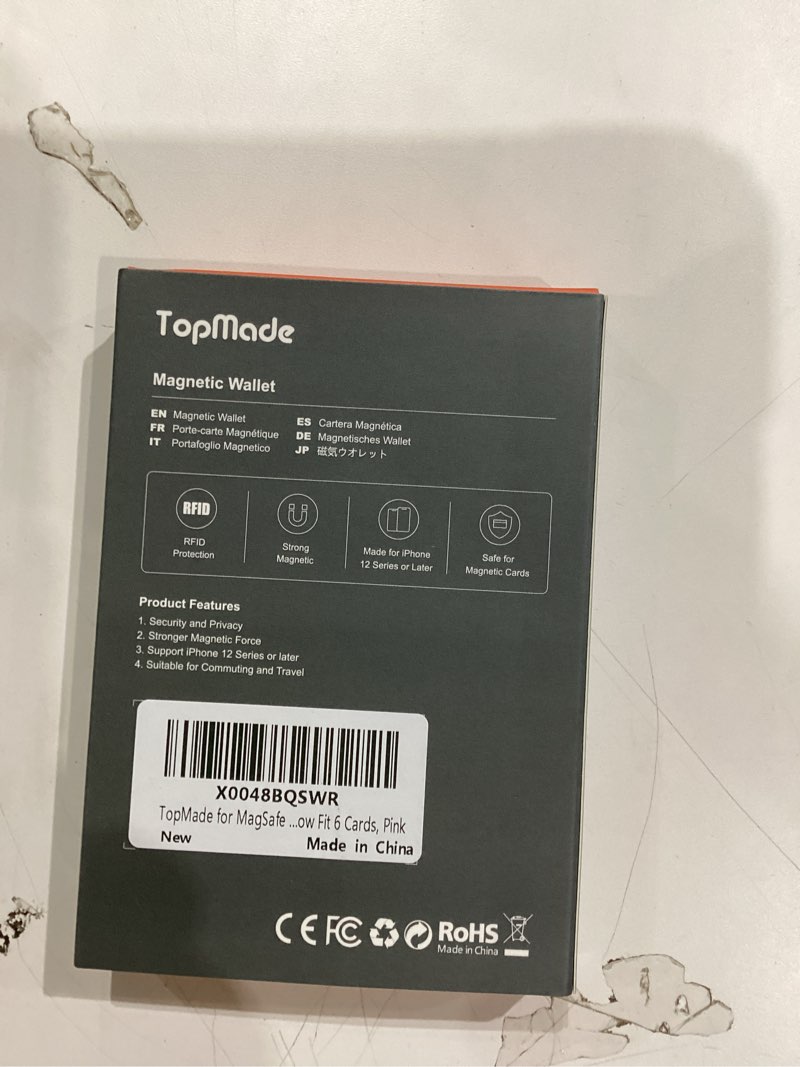 TopMade
Magnetic Wallet
EN Magnetic Wallet
FR Porte-carte Magnétique
IT Portafoglio Magnetico
ES Cartera Magnética
DE Magnetisches Wallet
JP 磁気ウオレット
RFID
RFID
Protection
Strong
Magnetic
Made for iPhone
12 Series or Later
Safe for
Magnetic Cards
Product Features
1. Security and Privacy
2. Stronger Magnetic Force
3. Support iPhone 12 Series or later
4. Suitable for Commuting and Travel
X0048BQSWR
TopMade for MagSafe ...ow Fit 6 Cards, Pink
New
Made in China
CE FC RoHS
Made in China